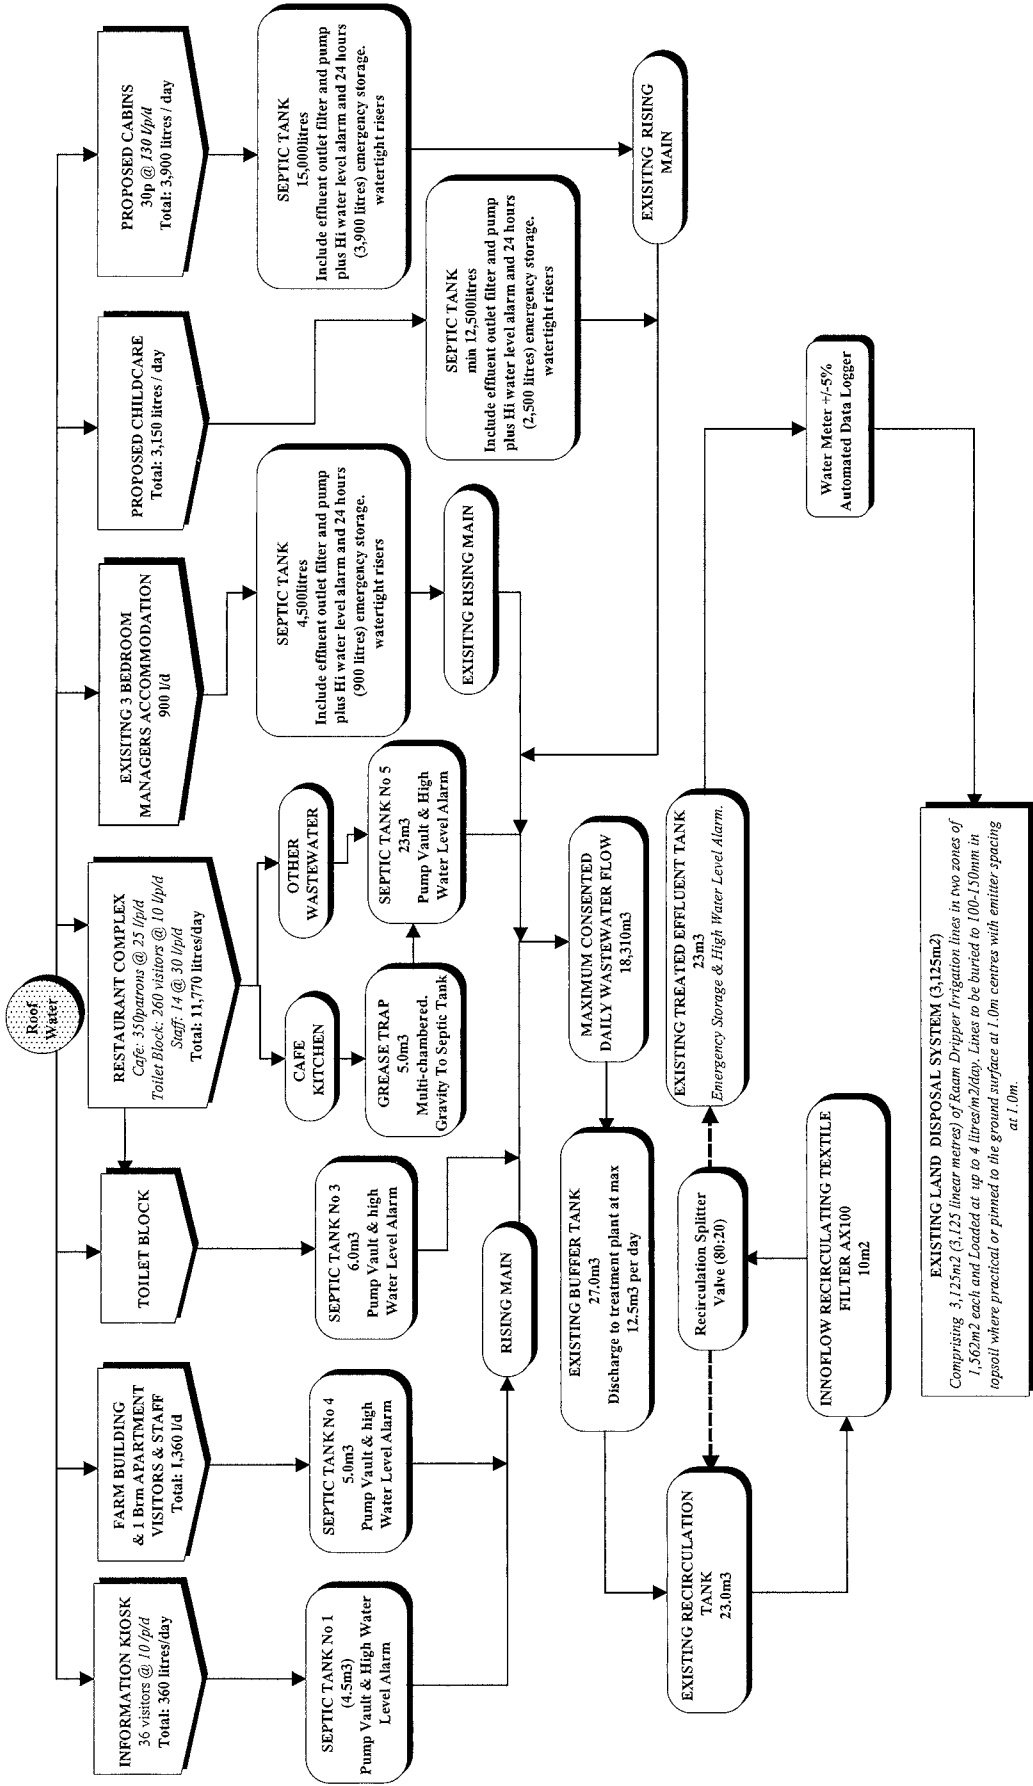 Roof
Water
INFORMATION KIOSK
36 visitors @ 10 /p/d
Total: 360 litres/day
FARM BUILDING
& 1 Brm APARTMENT
VISITORS & STAFF
Total: 1,360 l/d
TOILET BLOCK
RESTAURANT COMPLEX
Cafe: 350patrons @ 25 l/p/d
Toilet Block: 260 visitors @ 10 l/p/d
Staff: 14 @ 30 l/p/d
Total: 11,770 litres/day
EXISITNG 3 BEDROOM
MANAGERS ACCOMMODATION
900 l/d
PROPOSED CHILDCARE
Total: 3,150 litres / day
PROPOSED CABINS
30p @ 130 l/p/d
Total: 3,900 litres / day
SEPTIC TANK No 1
(4.5m3)
Pump Vault & High Water
Level Alarm
SEPTIC TANK No 4
5.0m3
Pump Vault & high
Water Level Alarm
SEPTIC TANK No 3
6.0m3
Pump Vault & high
Water Level Alarm
CAFE
KITCHEN
OTHER
WASTEWATER
GREASE TRAP
5.0m3
Multi-chambered.
Gravity To Septic Tank
SEPTIC TANK No 5
23m3
Pump Vault & High
Water Level Alarm
SEPTIC TANK
4,500litres
Include effluent outlet filter and pump
plus Hi water level alarm and 24 hours
(900 litres) emergency storage.
watertight risers
SEPTIC TANK
min 12,500litres
Include effluent outlet filter and pump
plus Hi water level alarm and 24 hours
(2,500 litres) emergency storage.
watertight risers
SEPTIC TANK
15,000litres
Include effluent outlet filter and pump
plus Hi water level alarm and 24 hours
(3,900 litres) emergency storage.
watertight risers
RISING MAIN
EXISITNG RISING MAIN
EXISITNG RISING
MAIN
MAXIMUM CONSENTED
DAILY WASTEWATER FLOW
18,310m3
EXISTING BUFFER TANK
27.0m3
Discharge to treatment plant at max
12.5m3 per day
EXISTING RECIRCULATION
TANK
23.0m3
Recirculation Splitter
Valve (80:20)
EXISTING TREATED EFFLUENT TANK
23m3
Emergency Storage & High Water Level Alarm.
INNOFLOW RECIRCULATING TEXTILE
FILTER AX100
10m2
Water Meter +/-5%
Automated Data Logger
EXISTING LAND DISPOSAL SYSTEM (3,125m2)
Comprising 3,125m2 (3,125 linear metres) of Raam Dripper Irrigation lines in two zones of
1,562m2 each and Loaded at up to 4 litres/m2/day. Lines to be buried to 100-150mm in
topsoil where practical or pinned to the ground surface at 1.0m centres with emitter spacing
at 1.0m.